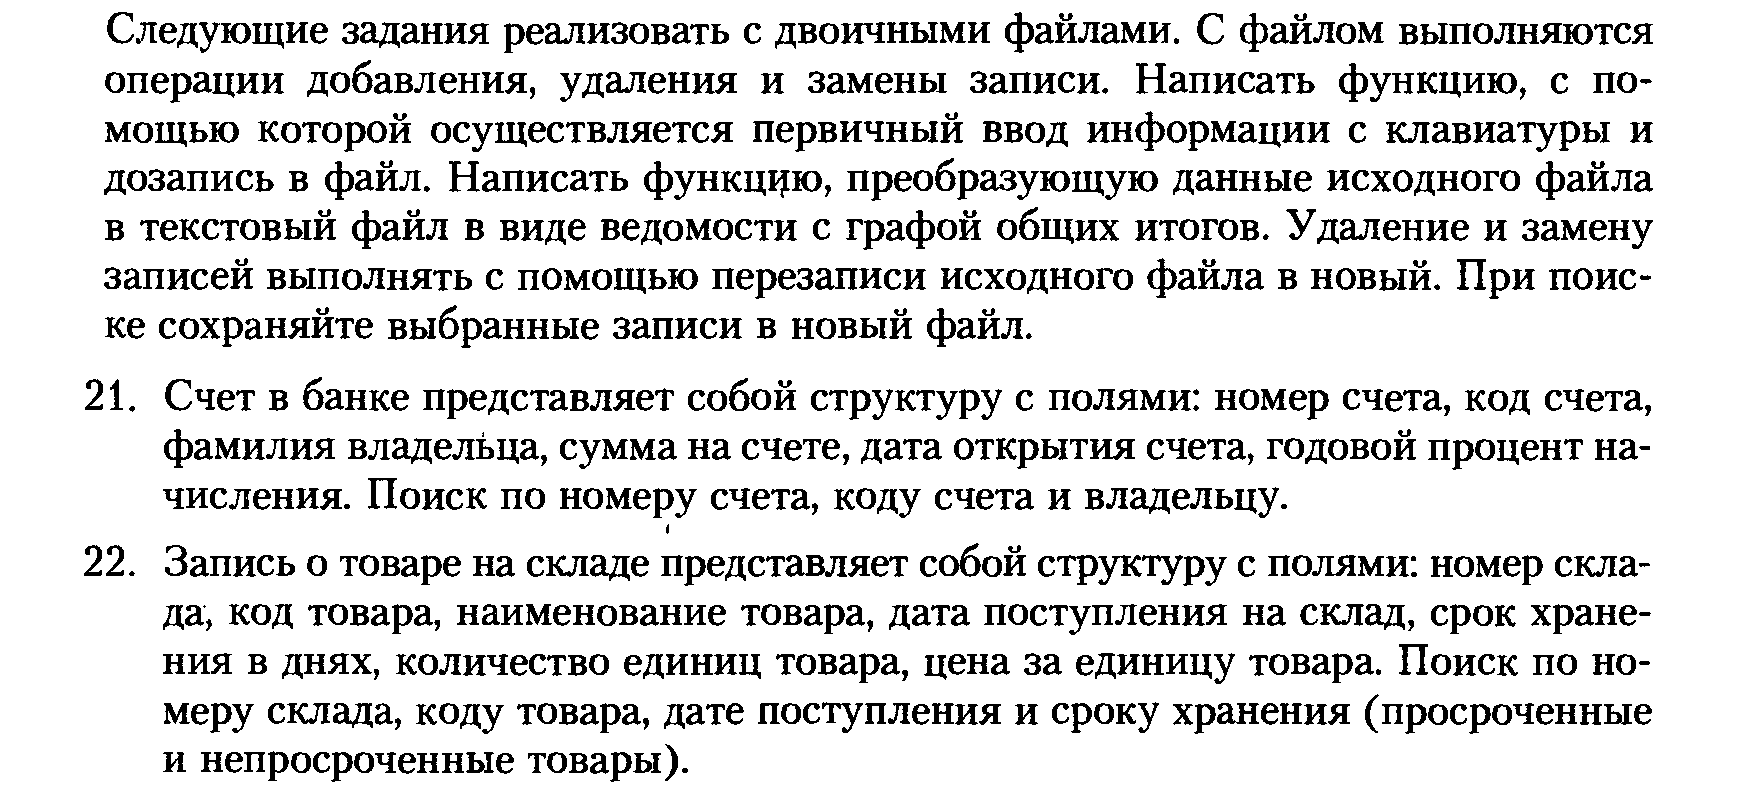 Следующие задания реализовать с двоичными файлами. С файлом выполняются
операции добавления, удаления и замены записи. Написать функцию, с по-
мощью которой осуществляется первичный ввод информации с клавиатуры и
дозапись в файл. Написать функцию, преобразующую данные исходного файла
в текстовый файл в виде ведомости с графой общих итогов. Удаление и замену
записей выполнять с помощью перезаписи исходного файла в новый. При поис-
ке сохраняйте выбранные записи в новый файл.
21. Счет в банке представляет собой структуру с полями: номер счета, код счета,
фамилия владельца, сумма на счете, дата открытия счета, годовой процент на-
числения. Поиск по номеру счета, коду счета и владельцу.
22. Запись о товаре на складе представляет собой структуру с полями: номер скла-
да, код товара, наименование товара, дата поступления на склад, срок хране-
ния в днях, количество единиц товара, цена за единицу товара. Поиск по но-
меру склада, коду товара, дате поступления и сроку хранения (просроченные
и непросроченные товары).